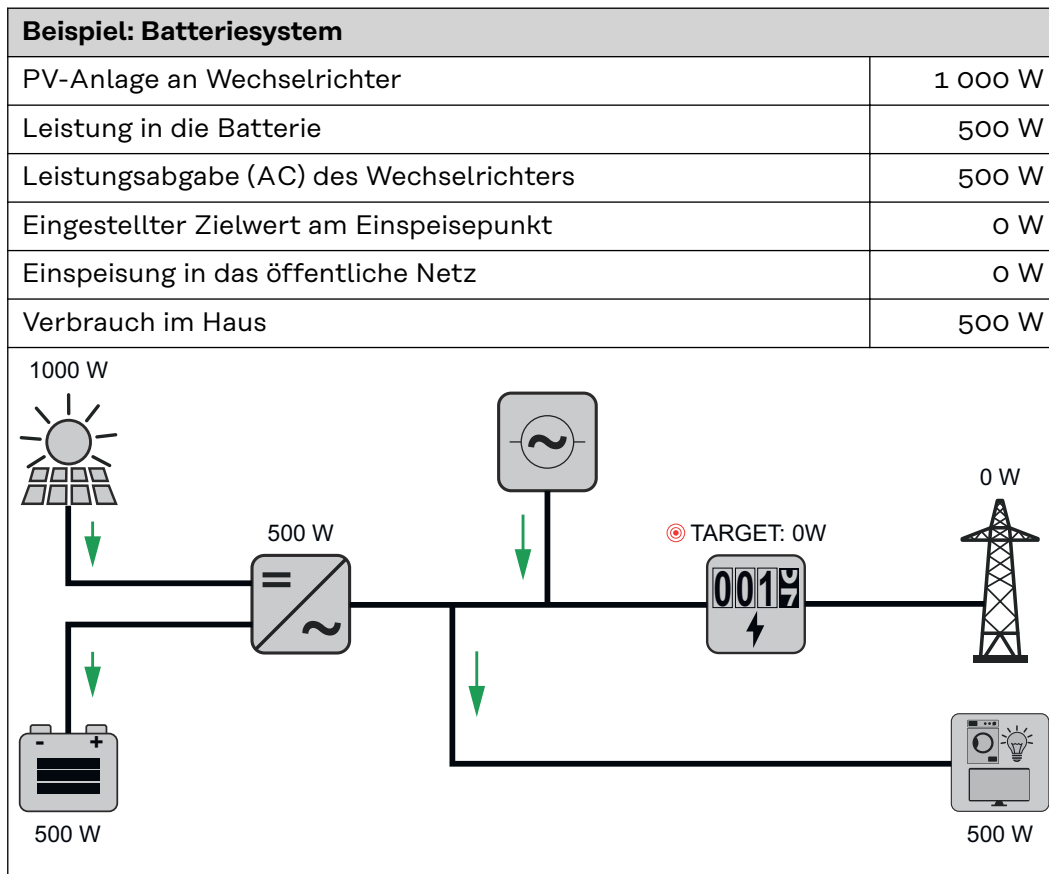 Beispiel: Batteriesystem
PV-Anlage an Wechselrichter 1 000 W
Leistung in die Batterie 500 W
Leistungsabgabe (AC) des Wechselrichters 500 W
Eingestellter Zielwert am Einspeisepunkt 0 W
Einspeisung in das öffentliche Netz 0 W
Verbrauch im Haus 500 W
1000 W
0 W
500 W
TARGET: 0W
001
- +
500 W
500 W